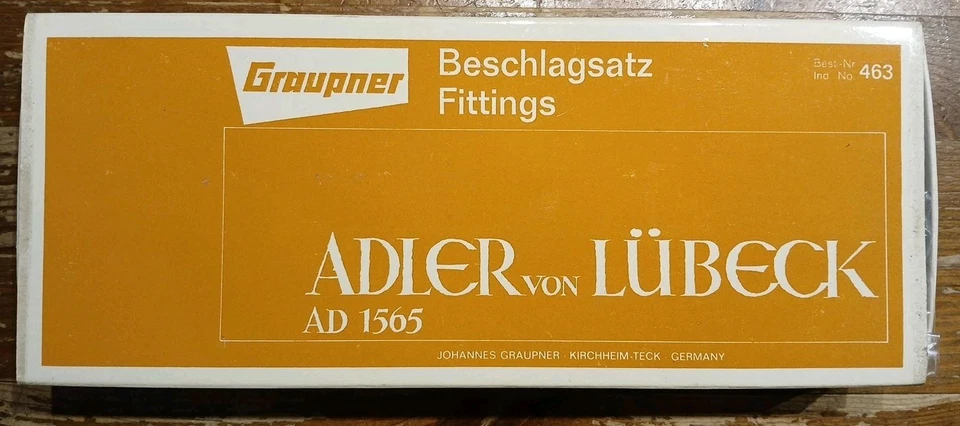 Graupner
Beschlagsatz
Fittings
Best.-Nr.
Ind. No. 463
ADLER VON LÜBECK
AD 1565
JOHANNES GRAUPNER · KIRCHHEIM-TECK · GERMANY